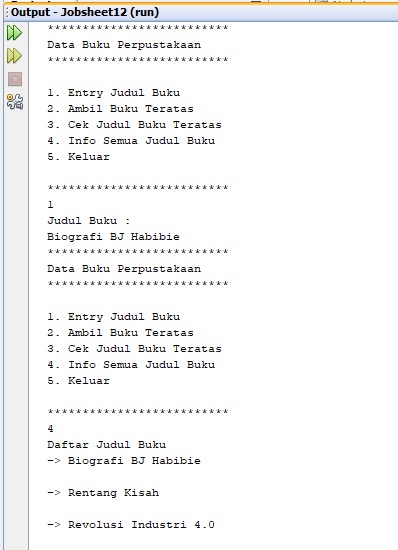 Output - Jobsheet12 (run)
**************************
Data Buku Perpustakaan
**************************
1. Entry Judul Buku
2. Ambil Buku Teratas
3. Cek Judul Buku Teratas
4. Info Semua Judul Buku
5. Keluar
**************************
1
Judul Buku :
Biografi BJ Habibie
**************************
Data Buku Perpustakaan
**************************
1. Entry Judul Buku
2. Ambil Buku Teratas
3. Cek Judul Buku Teratas
4. Info Semua Judul Buku
5. Keluar
**************************
4
Daftar Judul Buku
-> Biografi BJ Habibie
-> Rentang Kisah
-> Revolusi Industri 4.0